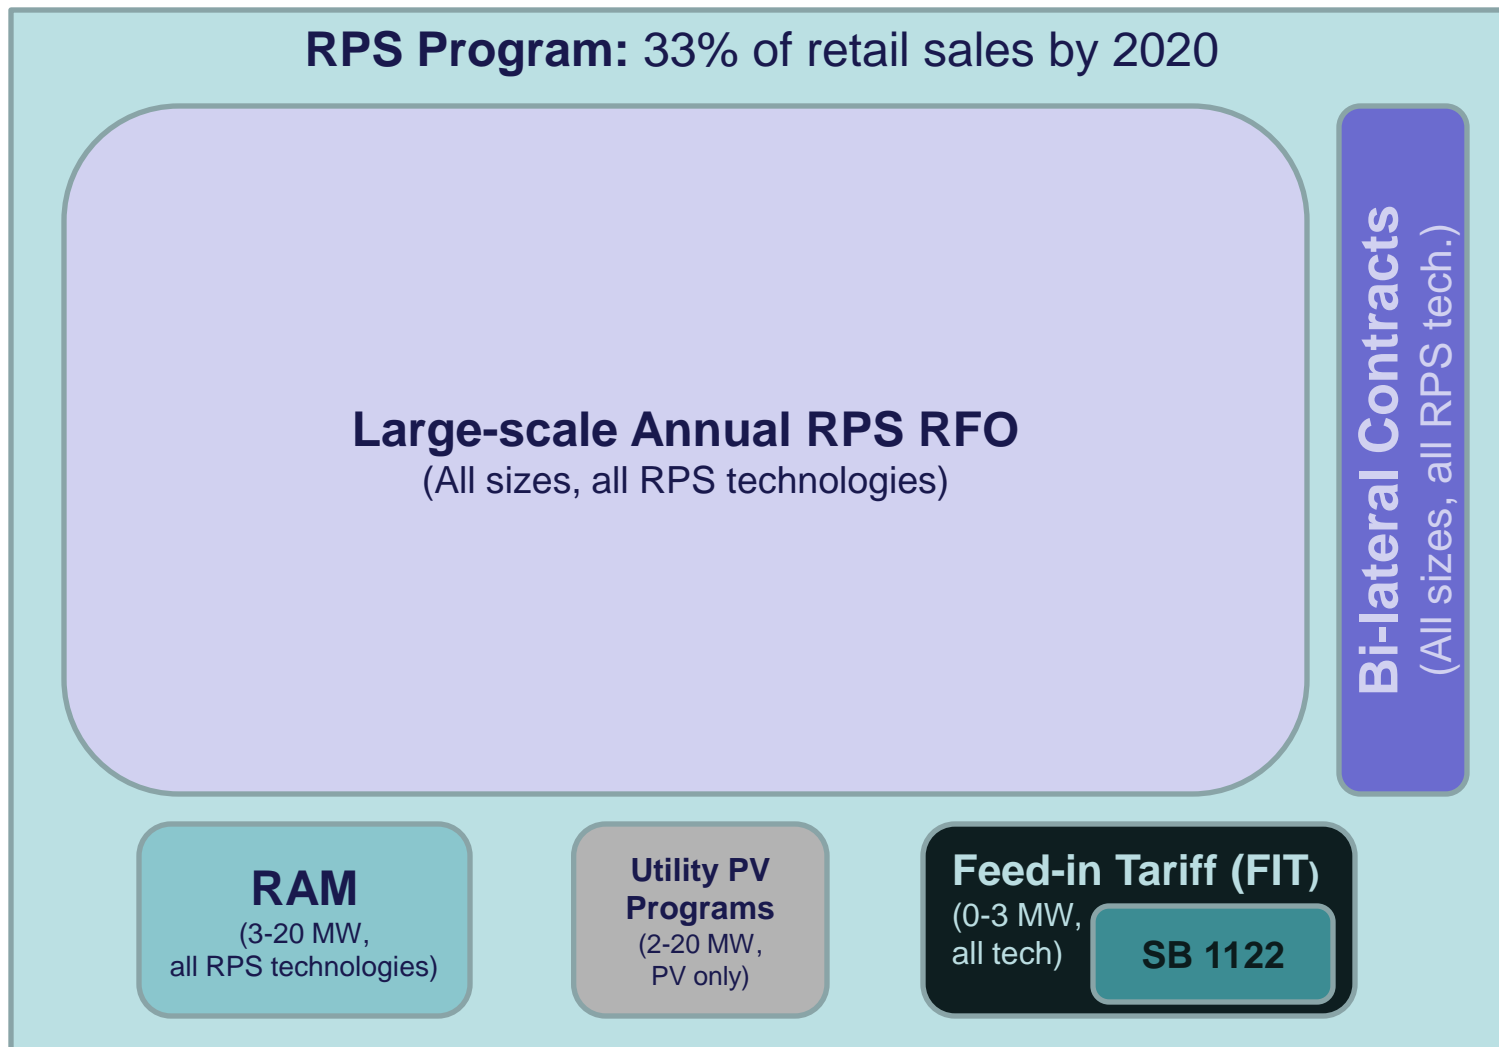 RPS Program: 33% of retail sales by 2020
Large-scale Annual RPS RFO
(All sizes, all RPS technologies)
Bi-lateral Contracts
(All sizes, all RPS tech.)
RAM
(3-20 MW,
all RPS technologies)
Utility PV
Programs
(2-20 MW,
PV only)
Feed-in Tariff (FIT)
(0-3 MW,
all tech)
SB 1122